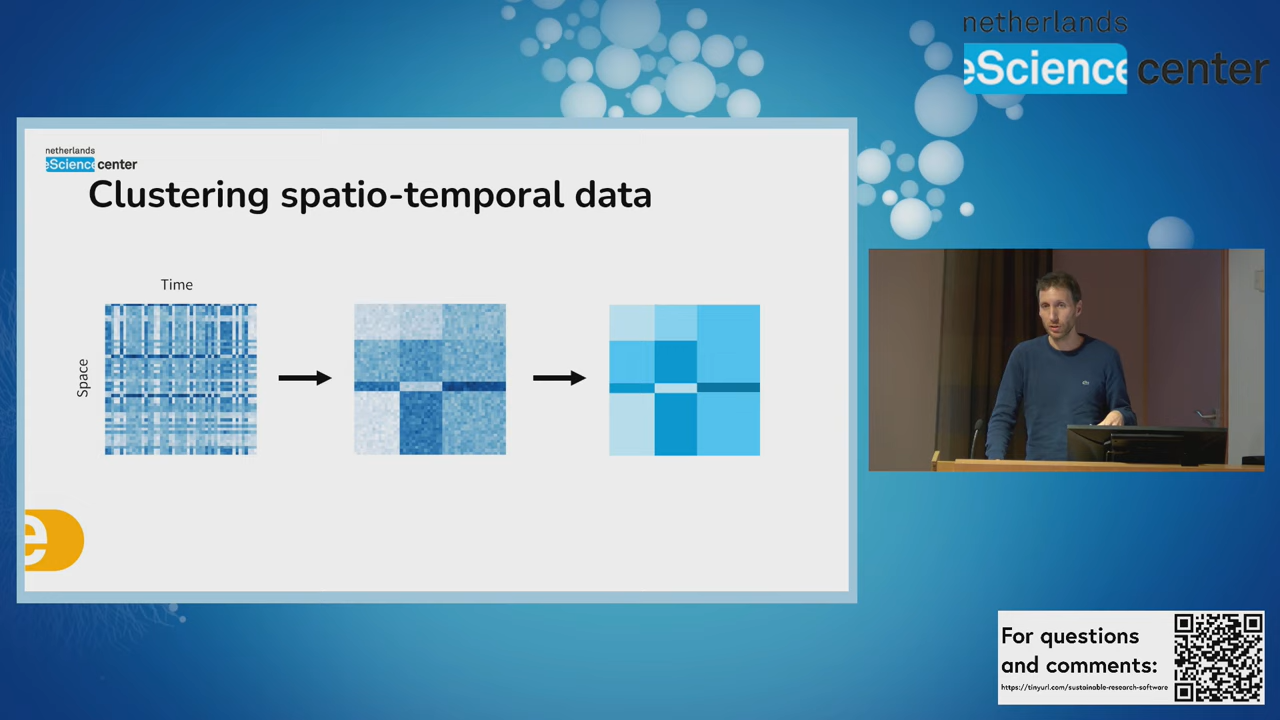 netherlands
eScience center
netherlands
eScience center
Clustering spatio-temporal data
Time
Space
e
For questions
and comments:
https://tinyurl.com/sustainable-research-software